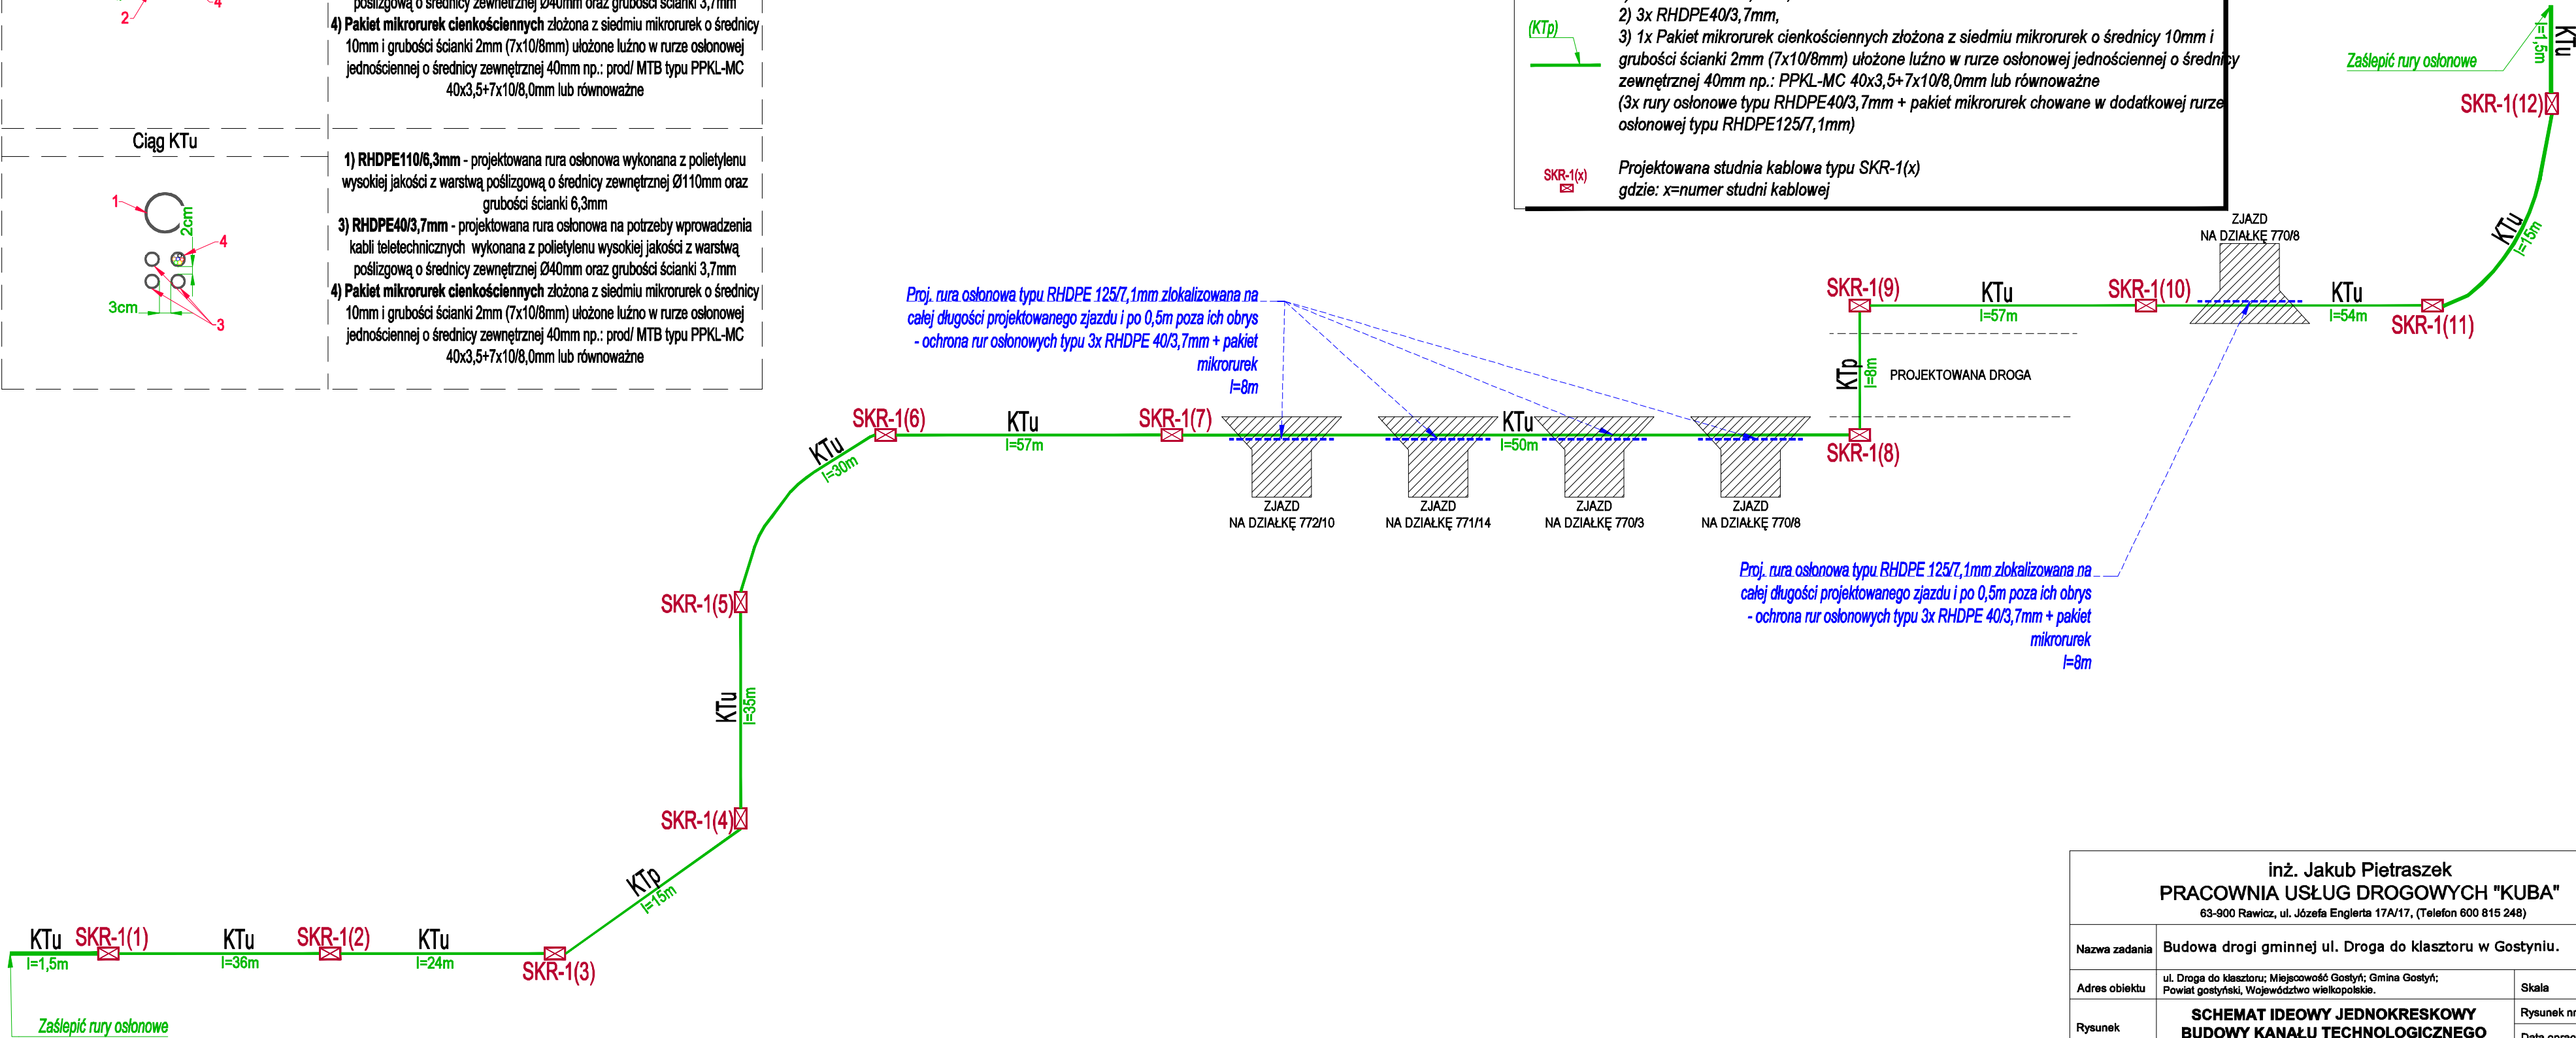 2
4
poślizgową o średnicy zewnętrznej Ø40mm oraz grubości ścianki 3,7mm
4) Pakiet mikrorurek cienkościennych złożona z siedmiu mikrorurek o średnicy
10mm i grubości ścianki 2mm (7x10/8mm) ułożone luźno w rurze osłonowej
jednościennej o średnicy zewnętrznej 40mm np.: prod/ MTB typu PPKL-MC
40x3,5+7x10/8,0mm lub równoważne
Ciąg KTu
1
2cm
4
3cm
3
1) RHDPE110/6,3mm - projektowana rura osłonowa wykonana z polietylenu
wysokiej jakości z warstwą poślizgową o średnicy zewnętrznej Ø110mm oraz
grubości ścianki 6,3mm
3) RHDPE40/3,7mm - projektowana rura osłonowa na potrzeby wprowadzenia
kabli teletechnicznych wykonana z polietylenu wysokiej jakości z warstwą
poślizgową o średnicy zewnętrznej Ø40mm oraz grubości ścianki 3,7mm
4) Pakiet mikrorurek cienkościennych złożona z siedmiu mikrorurek o średnicy
10mm i grubości ścianki 2mm (7x10/8mm) ułożone luźno w rurze osłonowej
jednościennej o średnicy zewnętrznej 40mm np.: prod/ MTB typu PPKL-MC
40x3,5+7x10/8,0mm lub równoważne
(KTp)
2) 3x RHDPE40/3,7mm,
3) 1x Pakiet mikrorurek cienkościennych złożona z siedmiu mikrorurek o średnicy 10mm i
grubości ścianki 2mm (7x10/8mm) ułożone luźno w rurze osłonowej jednościennej o średnicy
zewnętrznej 40mm np.: PPKL-MC 40x3,5+7x10/8,0mm lub równoważne
(3x rury osłonowe typu RHDPE40/3,7mm + pakiet mikrorurek chowane w dodatkowej rurze
osłonowej typu RHDPE125/7,1mm)
SKR-1(x)
Projektowana studnia kablowa typu SKR-1(x)
gdzie: x=numer studni kablowej
Zaślepić rury osłonowe
KTu
l=1,5m
SKR-1(12)
KTu
l=15m
ZJAZD
NA DZIAŁKĘ 770/8
SKR-1(9)
KTu
l=57m
SKR-1(10)
KTu
l=54m
SKR-1(11)
KTp
l=8m
PROJEKTOWANA DROGA
Proj. rura osłonowa typu RHDPE 125/7,1mm zlokalizowana na
całej długości projektowanego zjazdu i po 0,5m poza ich obrys
- ochrona rur osłonowych typu 3x RHDPE 40/3,7mm + pakiet
mikrorurek
l=8m
SKR-1(6)
KTu
l=57m
SKR-1(7)
KTu
l=50m
SKR-1(8)
KTu
l=30m
ZJAZD
NA DZIAŁKĘ 772/10
ZJAZD
NA DZIAŁKĘ 771/14
ZJAZD
NA DZIAŁKĘ 770/3
ZJAZD
NA DZIAŁKĘ 770/8
Proj. rura osłonowa typu RHDPE 125/7,1mm zlokalizowana na
całej długości projektowanego zjazdu i po 0,5m poza ich obrys
- ochrona rur osłonowych typu 3x RHDPE 40/3,7mm + pakiet
mikrorurek
l=8m
SKR-1(5)
KTu
l=35m
SKR-1(4)
KTp
l=15m
KTu
l=1,5m
SKR-1(1)
KTu
l=36m
SKR-1(2)
KTu
l=24m
SKR-1(3)
Zaślepić rury osłonowe
inż. Jakub Pietraszek
PRACOWNIA USŁUG DROGOWYCH "KUBA"
63-900 Rawicz, ul. Józefa Englerta 17A/17, (Telefon 600 815 248)
Nazwa zadania
Budowa drogi gminnej ul. Droga do klasztoru w Gostyniu.
Adres obiektu
ul. Droga do klasztoru; Miejscowość Gostyń; Gmina Gostyń;
Powiat gostyński, Województwo wielkopolskie.
Skala
Rysunek
SCHEMAT IDEOWY JEDNOKRESKOWY
BUDOWY KANAŁU TECHNOLOGICZNEGO
Rysunek nr
Data oprac